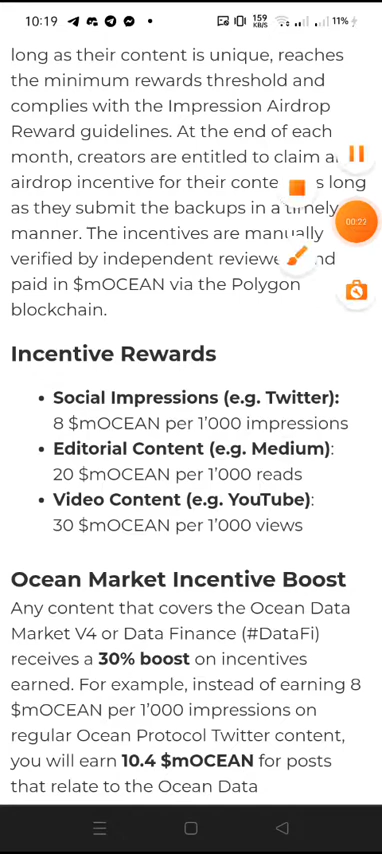 10:19
159
KB/S
11%
long as their content is unique, reaches
the minimum rewards threshold and
complies with the Impression Airdrop
Reward guidelines. At the end of each
month, creators are entitled to claim
airdrop incentive for their s long
as they submit the backups in a
manner. The incentives are manually
verified by independent
paid in $mOCEAN via the Polygon
blockchain.
00:22
Incentive Rewards
• Social Impressions (e.g. Twitter):
8 $mOCEAN per 1’000 impressions
• Editorial Content (e.g. Medium):
20 $mOCEAN per 1’000 reads
• Video Content (e.g. YouTube):
30 $mOCEAN per 1’000 views
Ocean Market Incentive Boost
Any content that covers the Ocean Data
Market V4 or Data Finance (#DataFi)
receives a 30% boost on incentives
earned. For example, instead of earning 8
$mOCEAN per 1’000 impressions on
regular Ocean Protocol Twitter content,
you will earn 10.4 $mOCEAN for posts
that relate to the Ocean Data